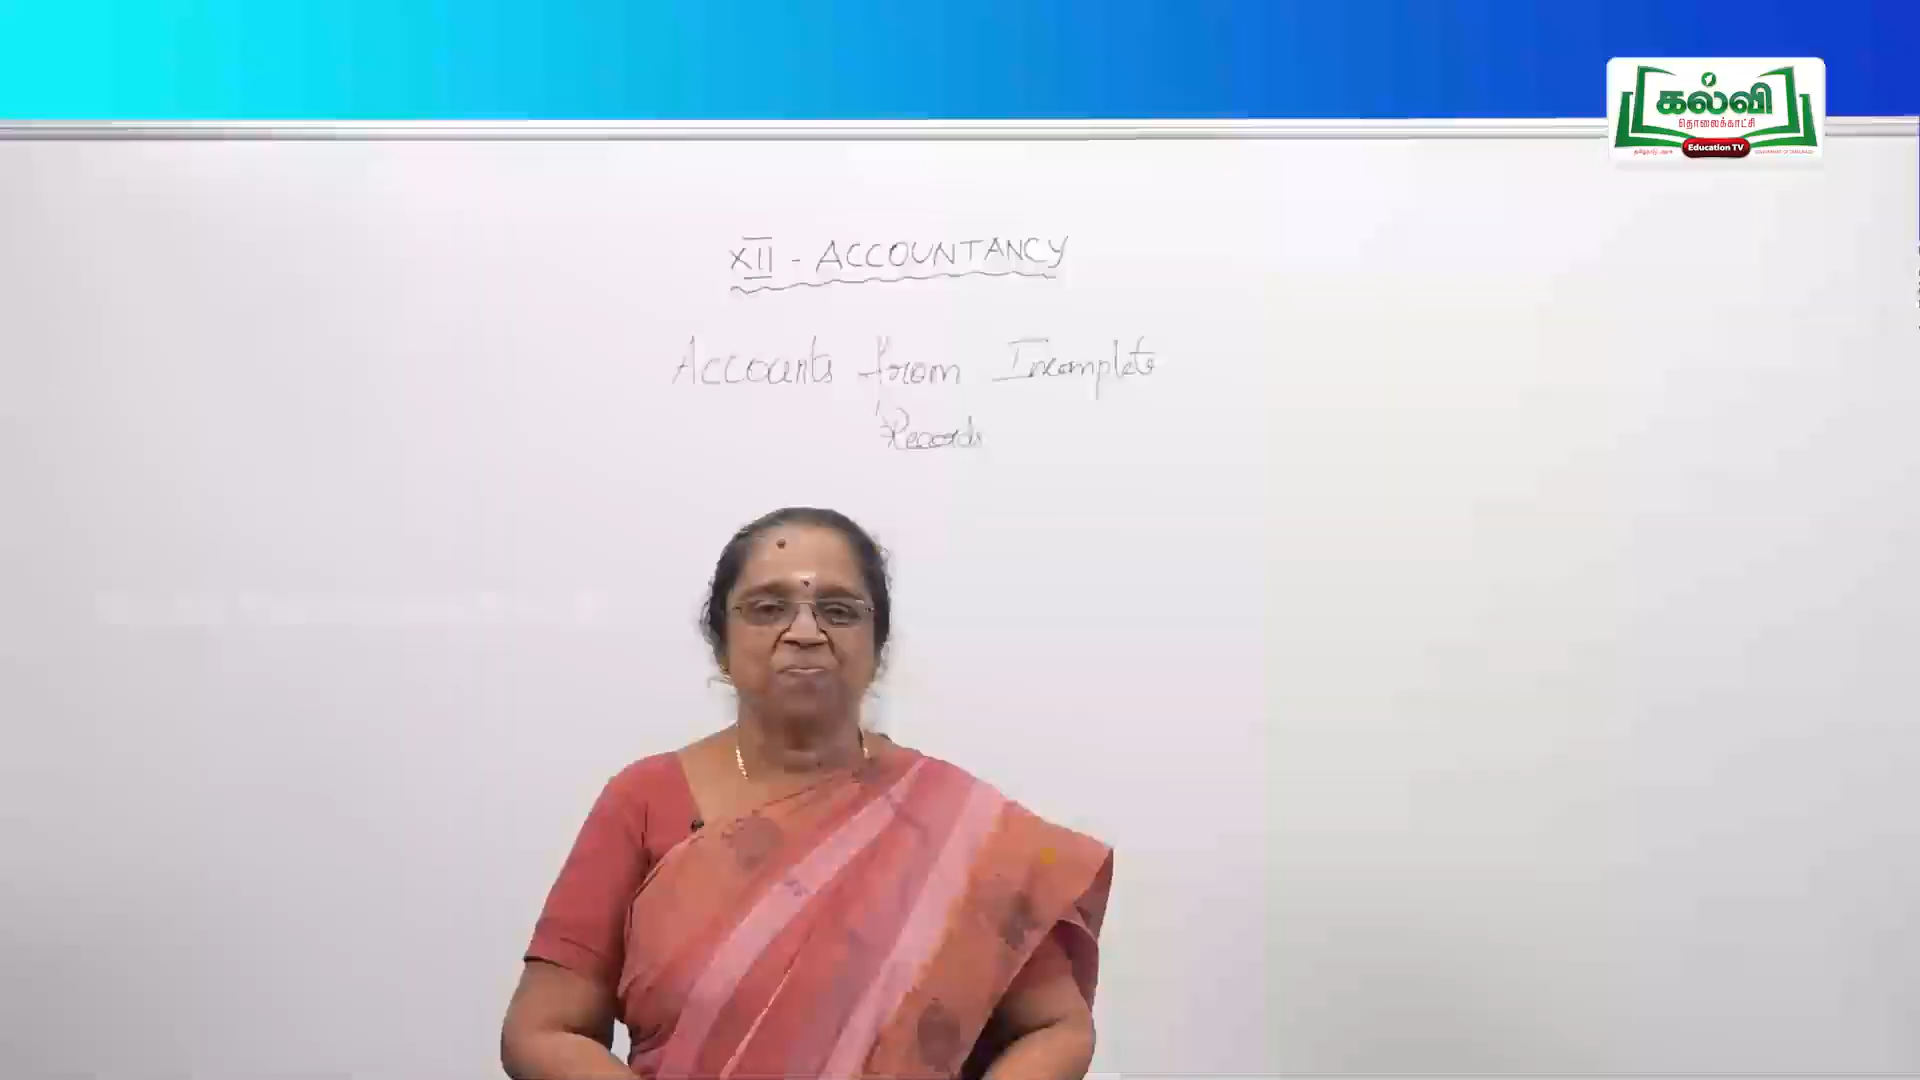 கல்வி
தொலைக்காட்சி
Education TV
XII - ACCOUNTANCY
Accounts from Incomplete
Records